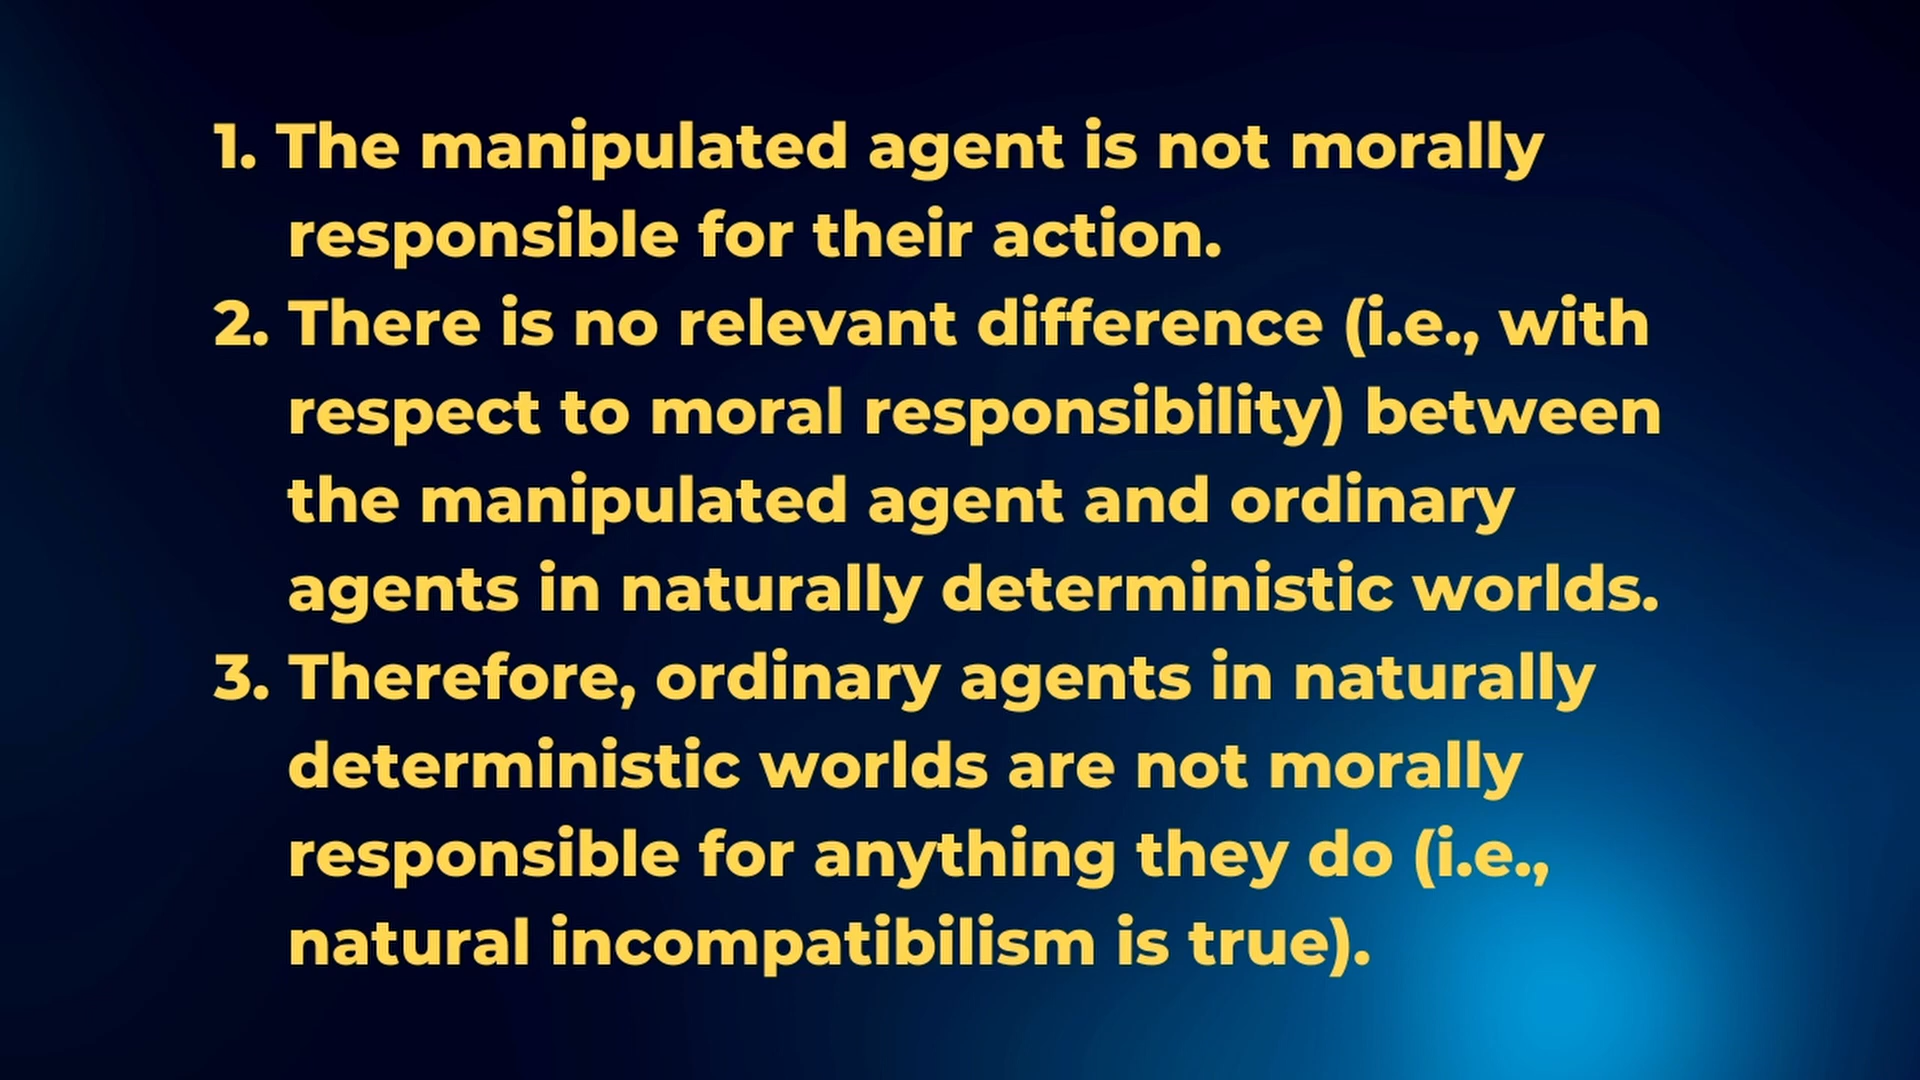 1. The manipulated agent is not morally
responsible for their action.
2. There is no relevant difference (i.e., with
respect to moral responsibility) between
the manipulated agent and ordinary
agents in naturally deterministic worlds.
3. Therefore, ordinary agents in naturally
deterministic worlds are not morally
responsible for anything they do (i.e.,
natural incompatibilism is true).